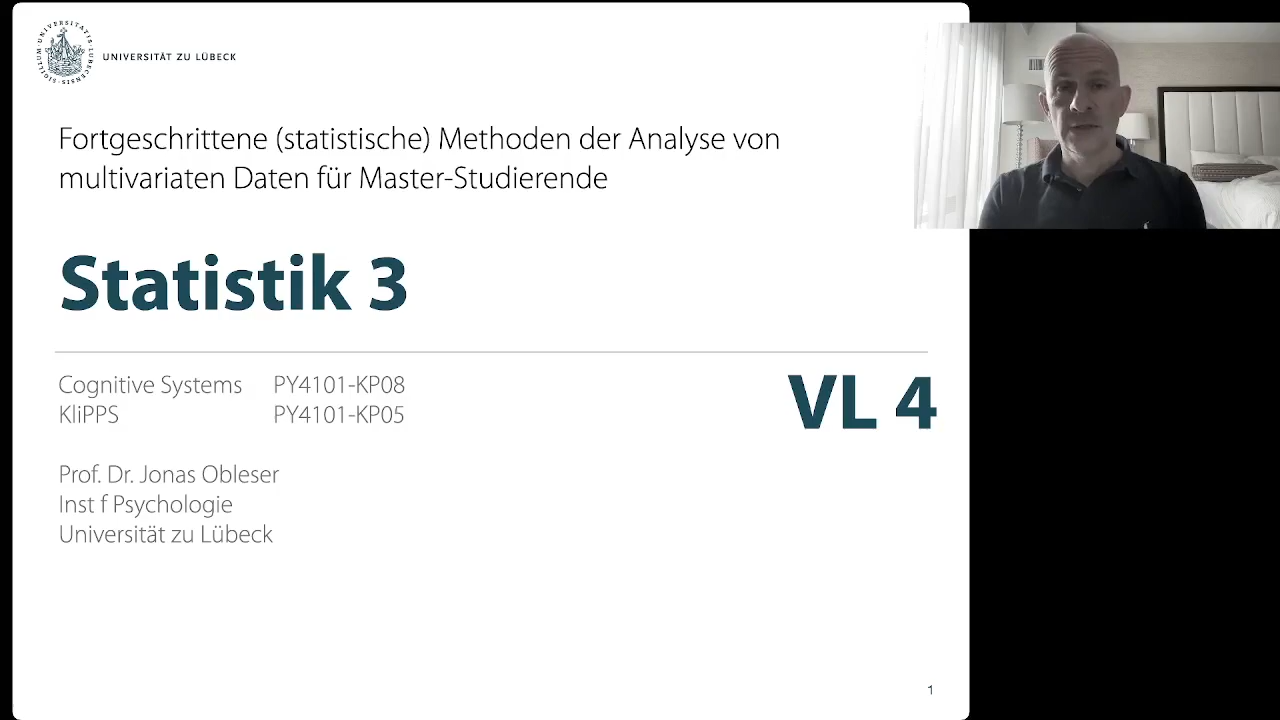 UNIVERSITÄT ZU LÜBECK
Fortgeschrittene (statistische) Methoden der Analyse von
multivariaten Daten für Master-Studierende
Statistik 3
Cognitive Systems PY4101-KP08
KliPPS PY4101-KP05
VL 4
Prof. Dr. Jonas Obleser
Inst f Psychologie
Universität zu Lübeck
1